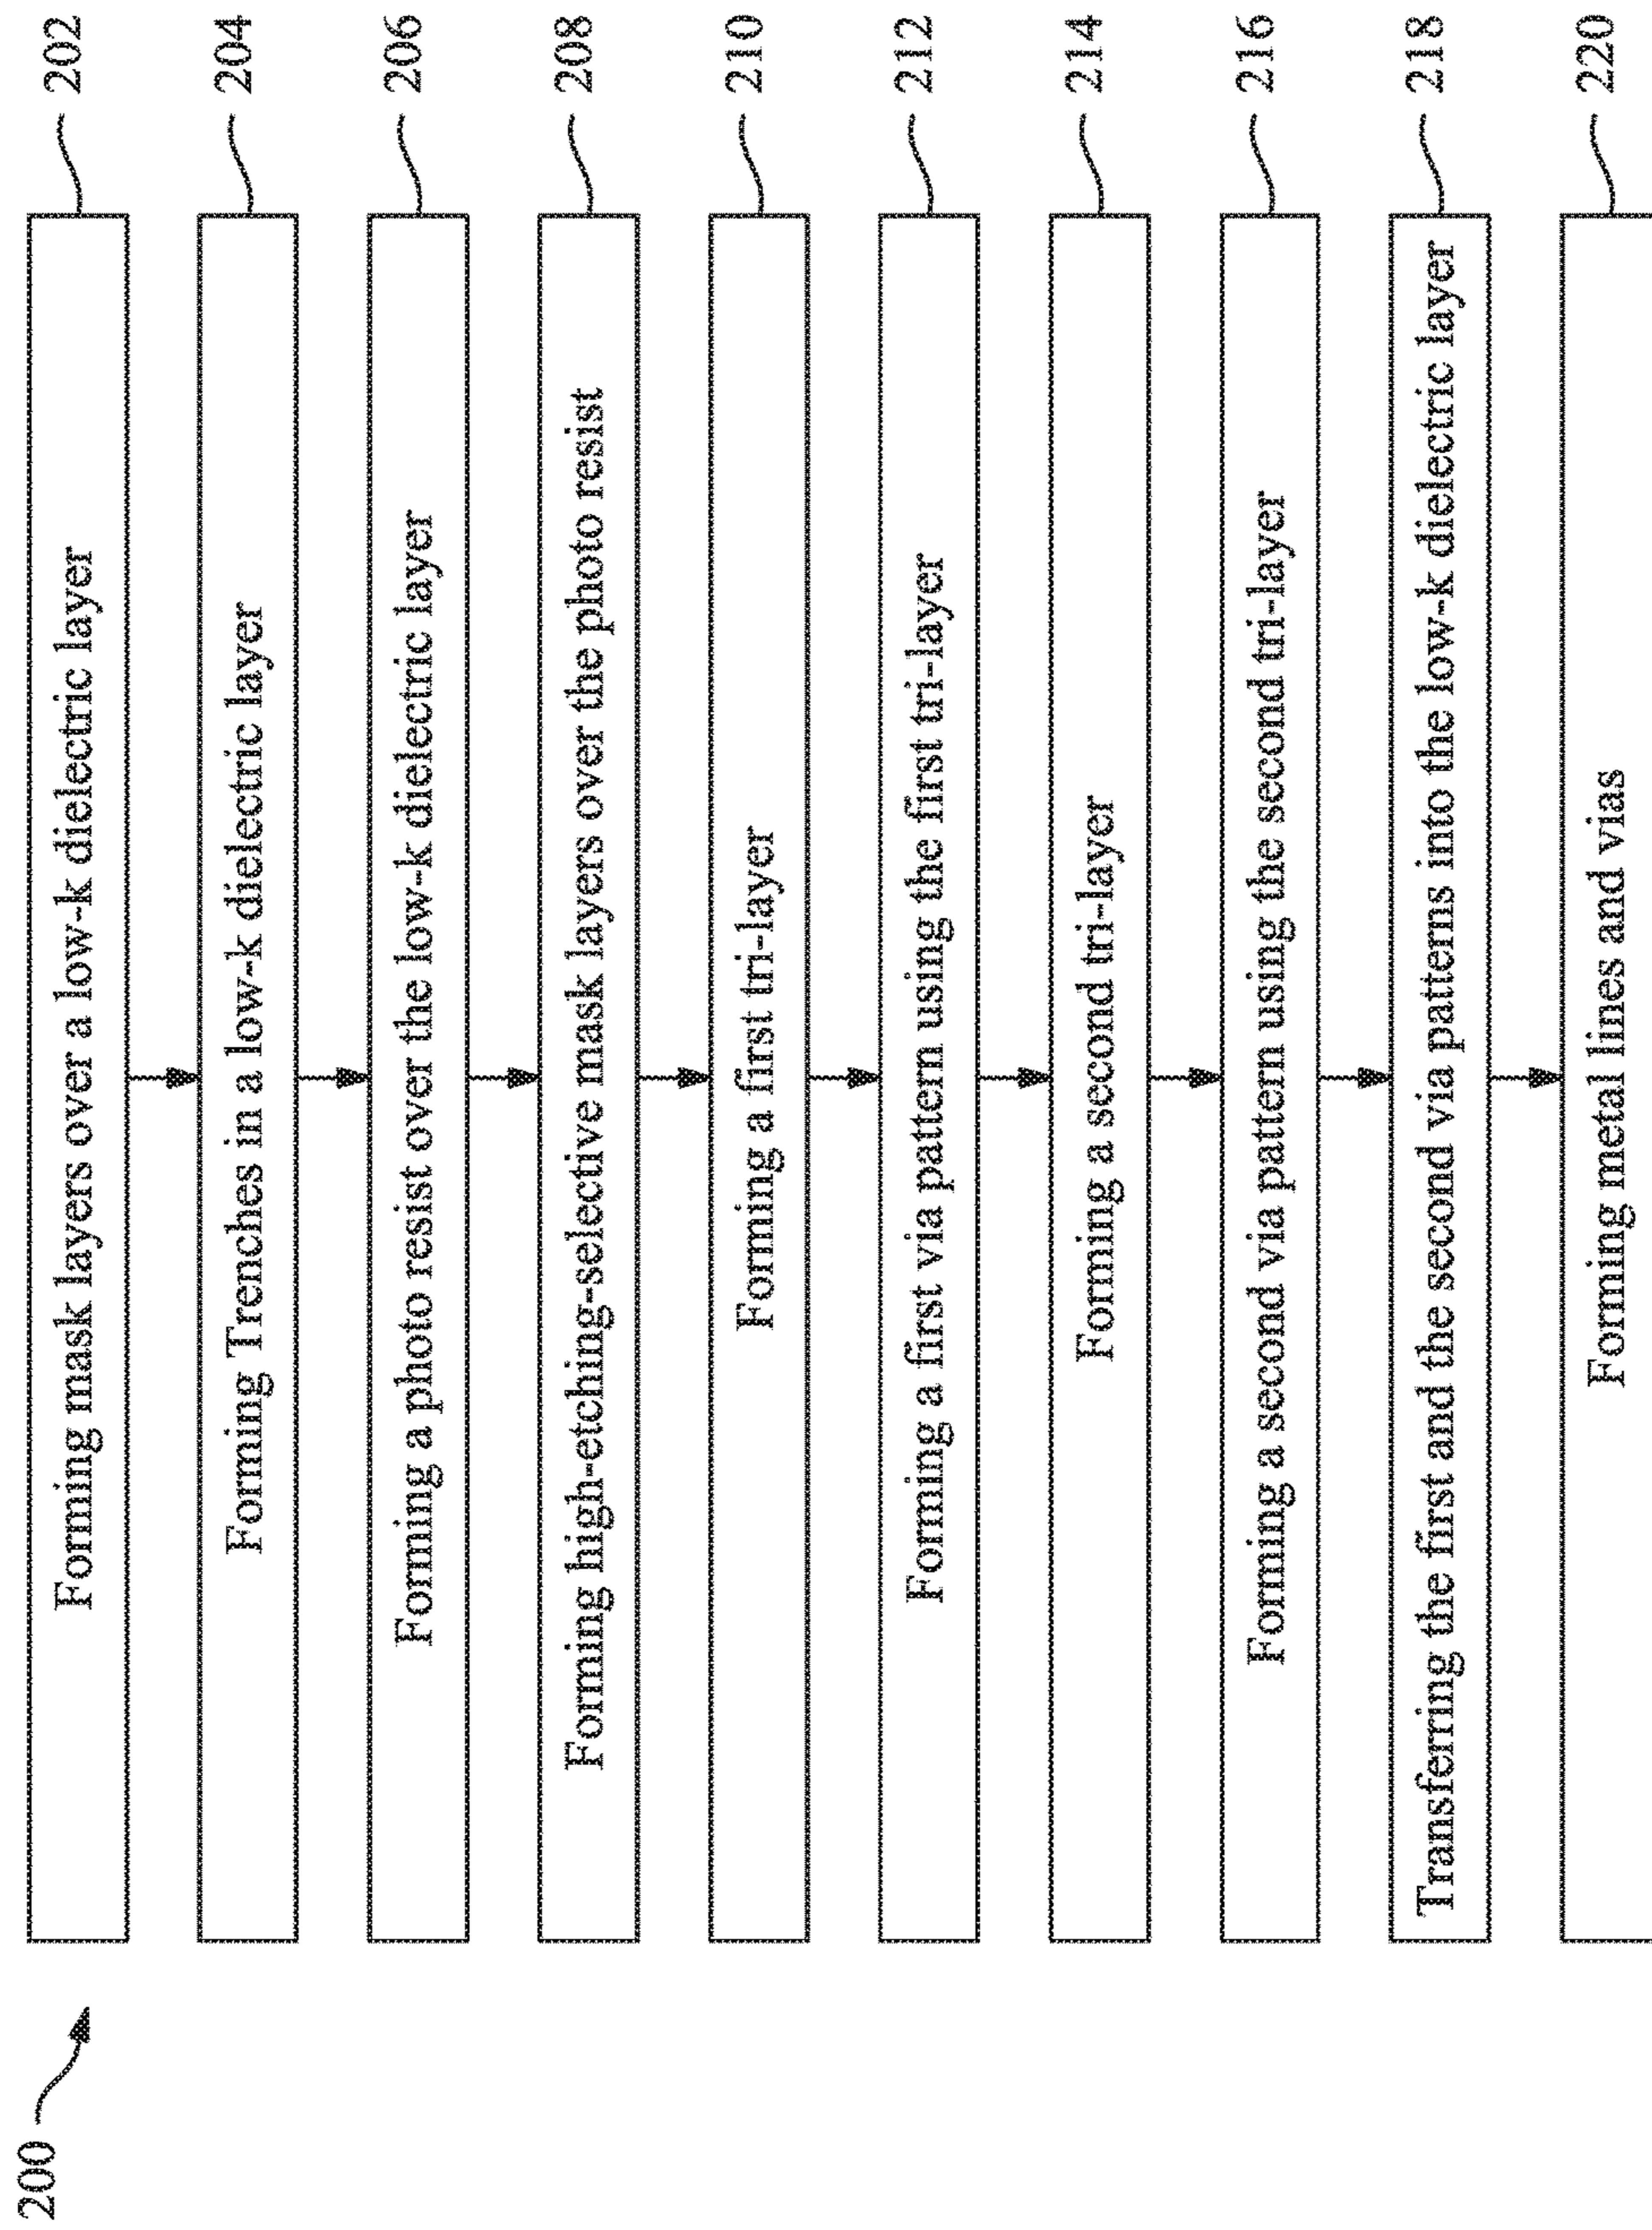 200
Forming mask layers over a low-k dielectric layer
202
Forming Trenches in a low-k dielectric layer
204
Forming a photo resist over the low-k dielectric layer
206
Forming high-etching-selective mask layers over the photo resist
208
Forming a first tri-layer
210
Forming a first via pattern using the first tri-layer
212
Forming a second tri-layer
214
Forming a second via pattern using the second tri-layer
216
Transferring the first and the second via patterns into the low-k dielectric layer
218
Forming metal lines and vias
220